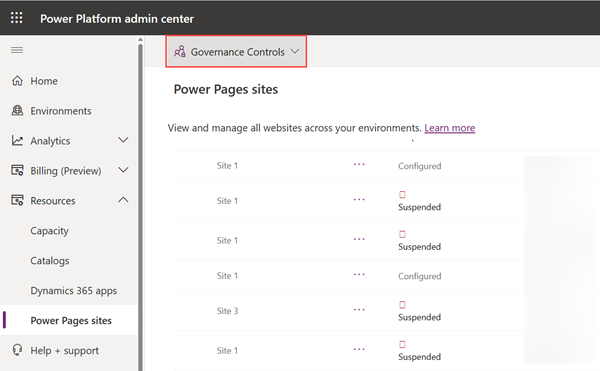 Power Platform admin center
Governance Controls
Home
Environments
Analytics
Billing (Preview)
Resources
Capacity
Catalogs
Dynamics 365 apps
Power Pages sites
Help + support
Power Pages sites
View and manage all websites across your environments. Learn more
Site 1 ... Configured
Site 1 ... Suspended
Site 1 ... Suspended
Site 1 ... Configured
Site 3 ... Suspended
Site 1 ... Suspended